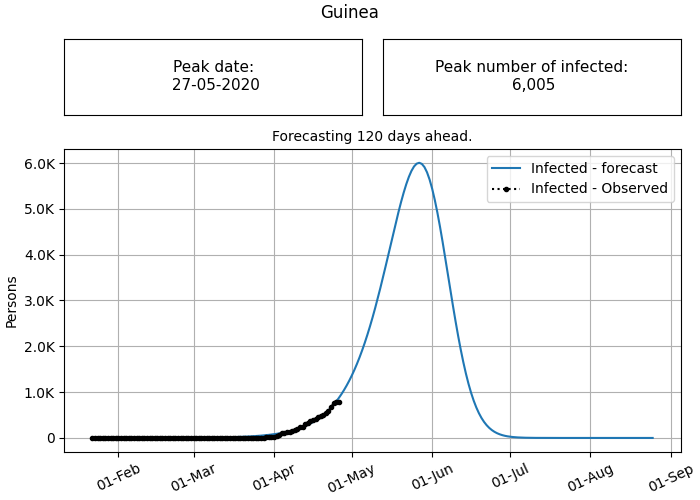 Guinea
Peak date:
27-05-2020
Peak number of infected:
6,005
Forecasting 120 days ahead.
Infected - forecast
Infected - Observed
Persons
6.0K
5.0K
4.0K
3.0K
2.0K
1.0K
0
01-Feb
01-Mar
01-Apr
01-May
01-Jun
01-Jul
01-Aug
01-Sep